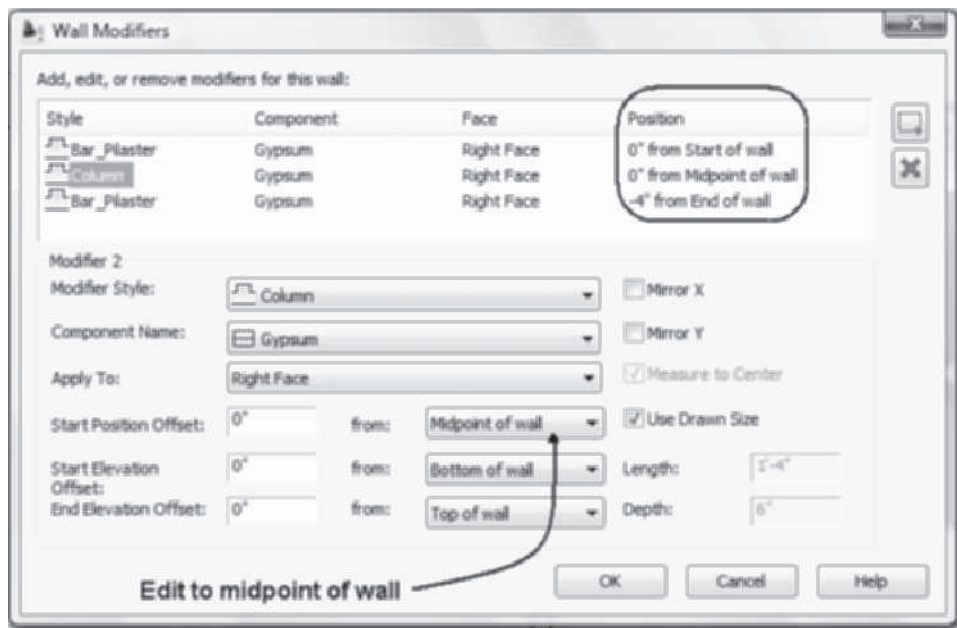 Wall Modifiers
Add, edit, or remove modifiers for this wall:
Style Component Face Position
Bar_Pilaster Gypsum Right Face 0" from Start of wall
Column Gypsum Right Face 0" from Midpoint of wall
Bar_Pilaster Gypsum Right Face -4" from End of wall
Modifier 2
Modifier Style: Column Mirror X
Component Name: Gypsum Mirror Y
Apply To: Right Face Measure to Center
Start Position Offset: 0" from: Midpoint of wall Use Drawn Size
Start Elevation
Offset: 0" from: Bottom of wall Length: 1'-4"
End Elevation Offset: 0" from: Top of wall Depth: 6"
Edit to midpoint of wall
OK Cancel Help